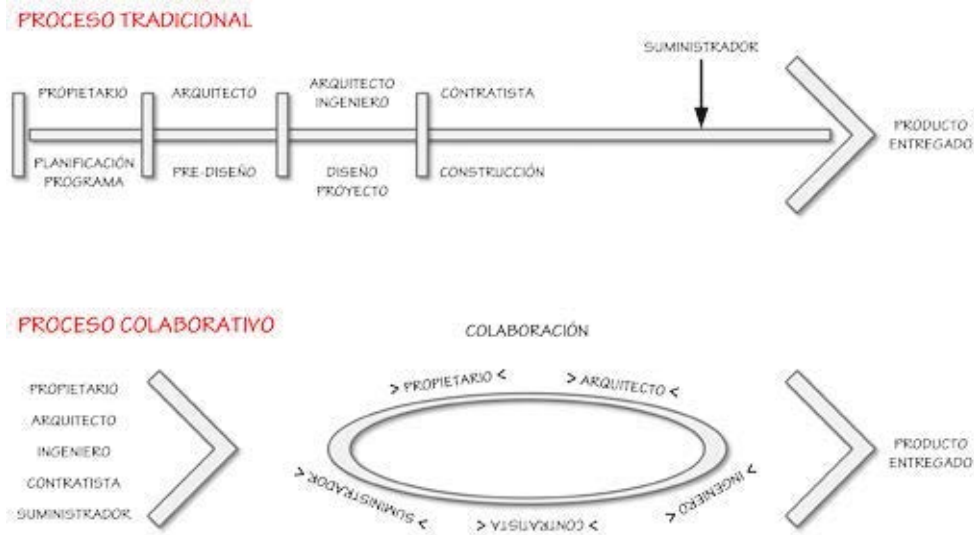 PROCESO TRADICIONAL
SUMINISTRADOR
PROPIETARIO
ARQUITECTO
ARQUITECTO
INGENIERO
CONTRATISTA
PRODUCTO
ENTREGADO
PLANIFICACIÓN
PROGRAMA
PRE-DISEÑO
DISEÑO
PROYECTO
CONSTRUCCIÓN
PROCESO COLABORATIVO
COLABORACIÓN
PROPIETARIO
ARQUITECTO
INGENIERO
CONTRATISTA
SUMINISTRADOR
> PROPIETARIO <
> ARQUITECTO <
> INGENIERO <
> CONTRATISTA <
> SUMINISTRADOR <
PRODUCTO
ENTREGADO